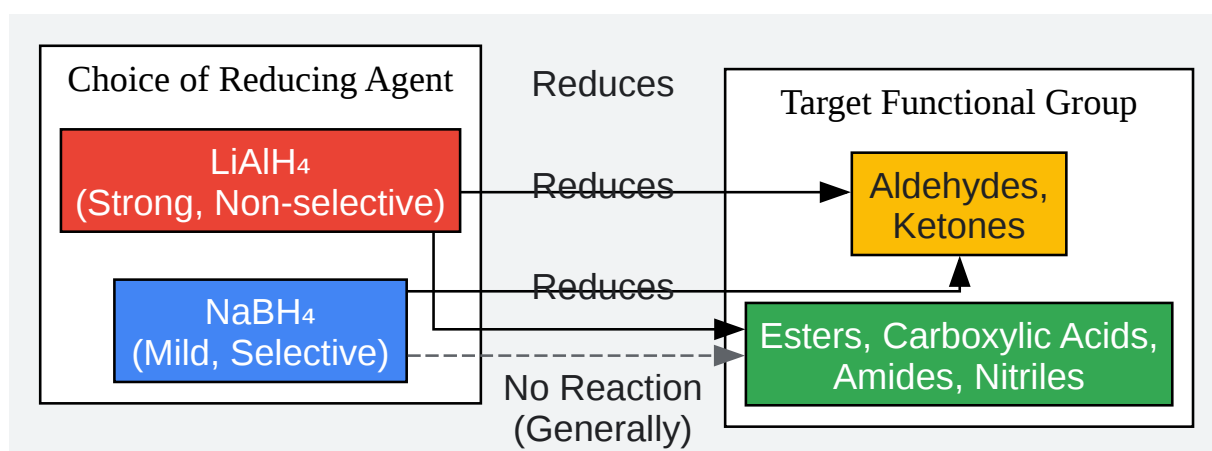 Choice of Reducing Agent
LiAlH₄
(Strong, Non-selective)
NaBH₄
(Mild, Selective)
Reduces
Reduces
Reduces
No Reaction
(Generally)
Target Functional Group
Aldehydes,
Ketones
Esters, Carboxylic Acids,
Amides, Nitriles